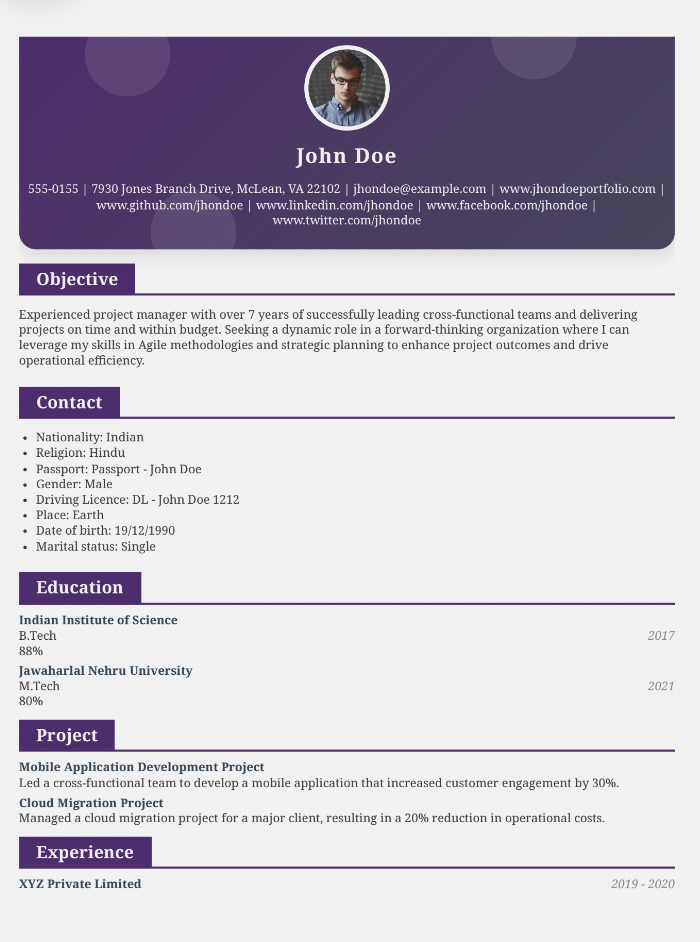 John Doe
555-0155 | 7930 Jones Branch Drive, McLean, VA 22102 | jhondoe@example.com | www.jhondoeportfolio.com |
www.github.com/jhondoe | www.linkedin.com/jhondoe | www.facebook.com/jhondoe |
www.twitter.com/jhondoe
Objective
Experienced project manager with over 7 years of successfully leading cross-functional teams and delivering
projects on time and within budget. Seeking a dynamic role in a forward-thinking organization where I can
leverage my skills in Agile methodologies and strategic planning to enhance project outcomes and drive
operational efficiency.
Contact
• Nationality: Indian
• Religion: Hindu
• Passport: Passport - John Doe
• Gender: Male
• Driving Licence: DL - John Doe 1212
• Place: Earth
• Date of birth: 19/12/1990
• Marital status: Single
Education
Indian Institute of Science
B.Tech 2017
88%
Jawaharlal Nehru University
M.Tech 2021
80%
Project
Mobile Application Development Project
Led a cross-functional team to develop a mobile application that increased customer engagement by 30%.
Cloud Migration Project
Managed a cloud migration project for a major client, resulting in a 20% reduction in operational costs.
Experience
XYZ Private Limited 2019 - 2020